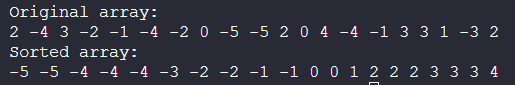 Original array:
2 -4 3 -2 -1 -4 -2 0 -5 -5 2 0 4 -4 -1 3 3 1 -3 2
Sorted array:
-5 -5 -4 -4 -4 -3 -2 -2 -1 -1 0 0 1 2 2 2 3 3 3 4